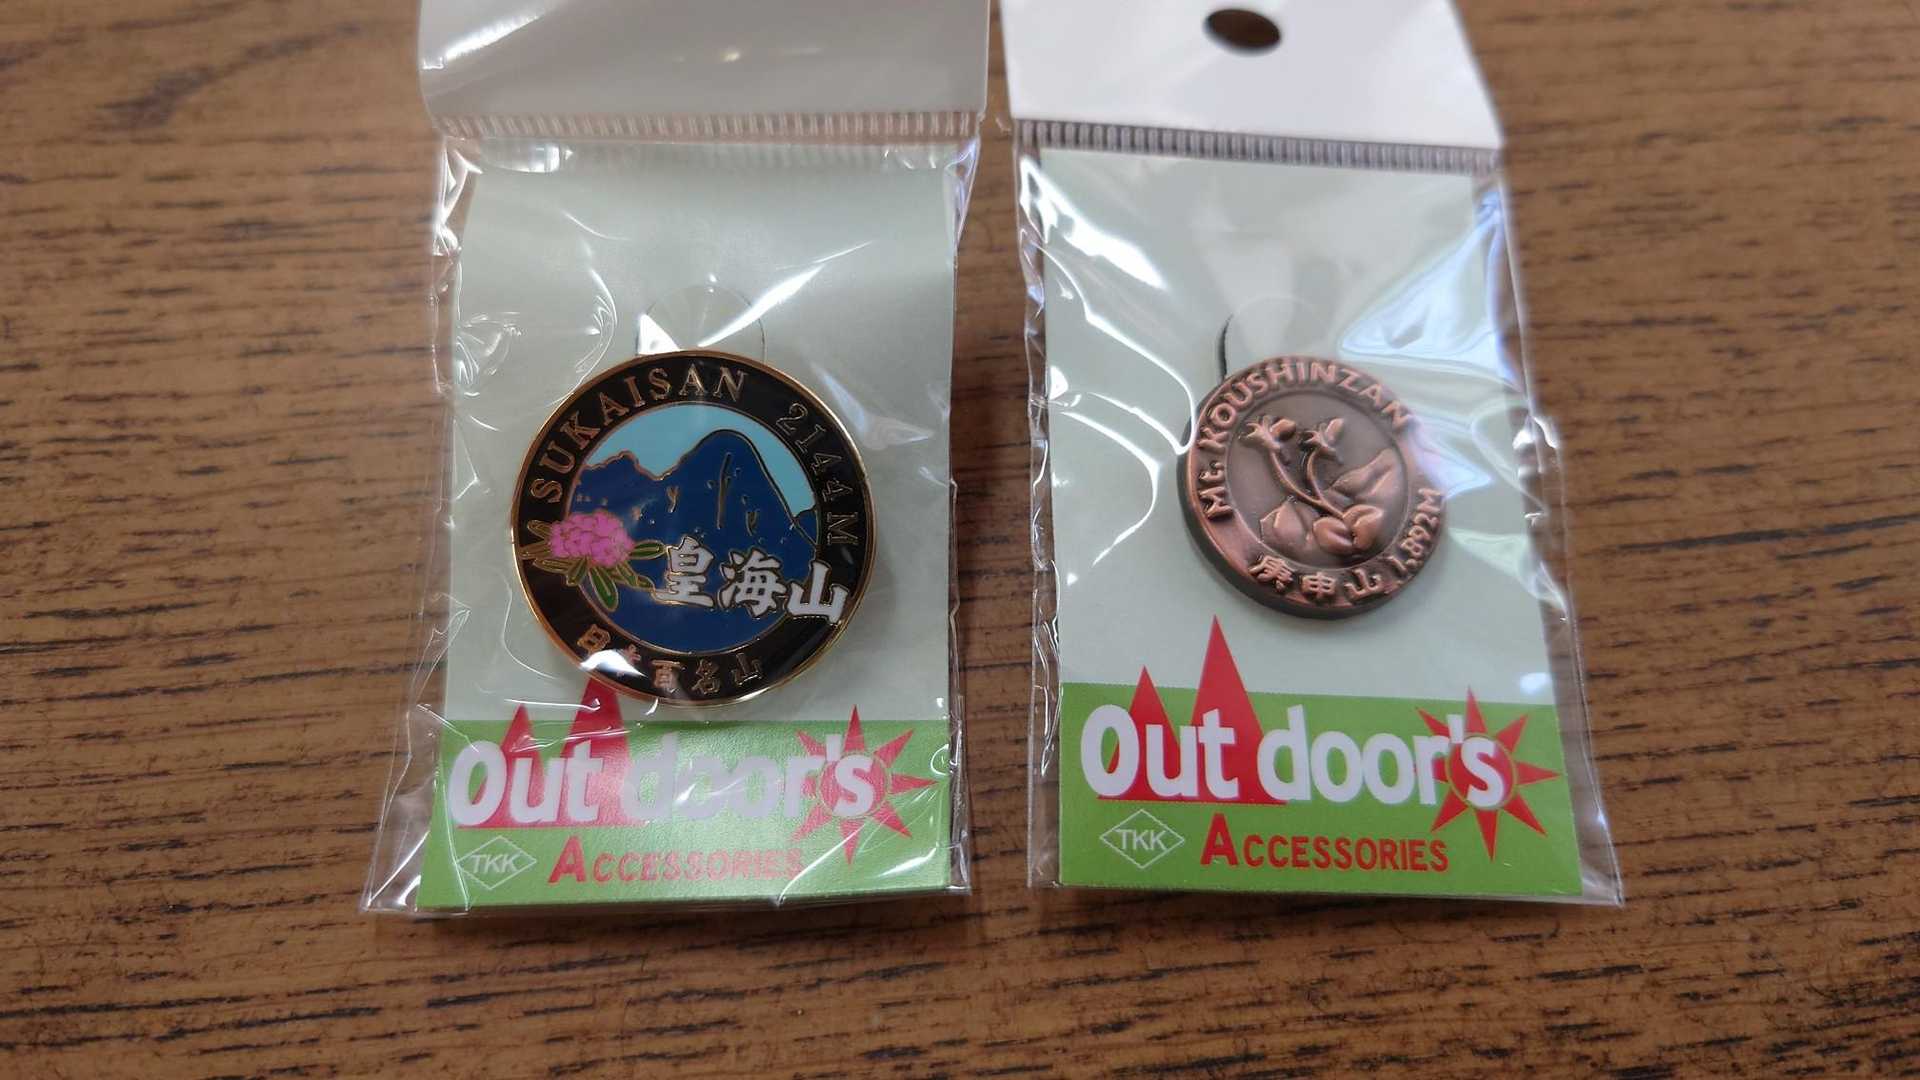 SUKAISAN 2144M
皇海山
日本百名山
Out door's
TKK
ACCESSORIES
Mt. KOUSHINZAN
庚申山 1,892M
Out door's
TKK
ACCESSORIES